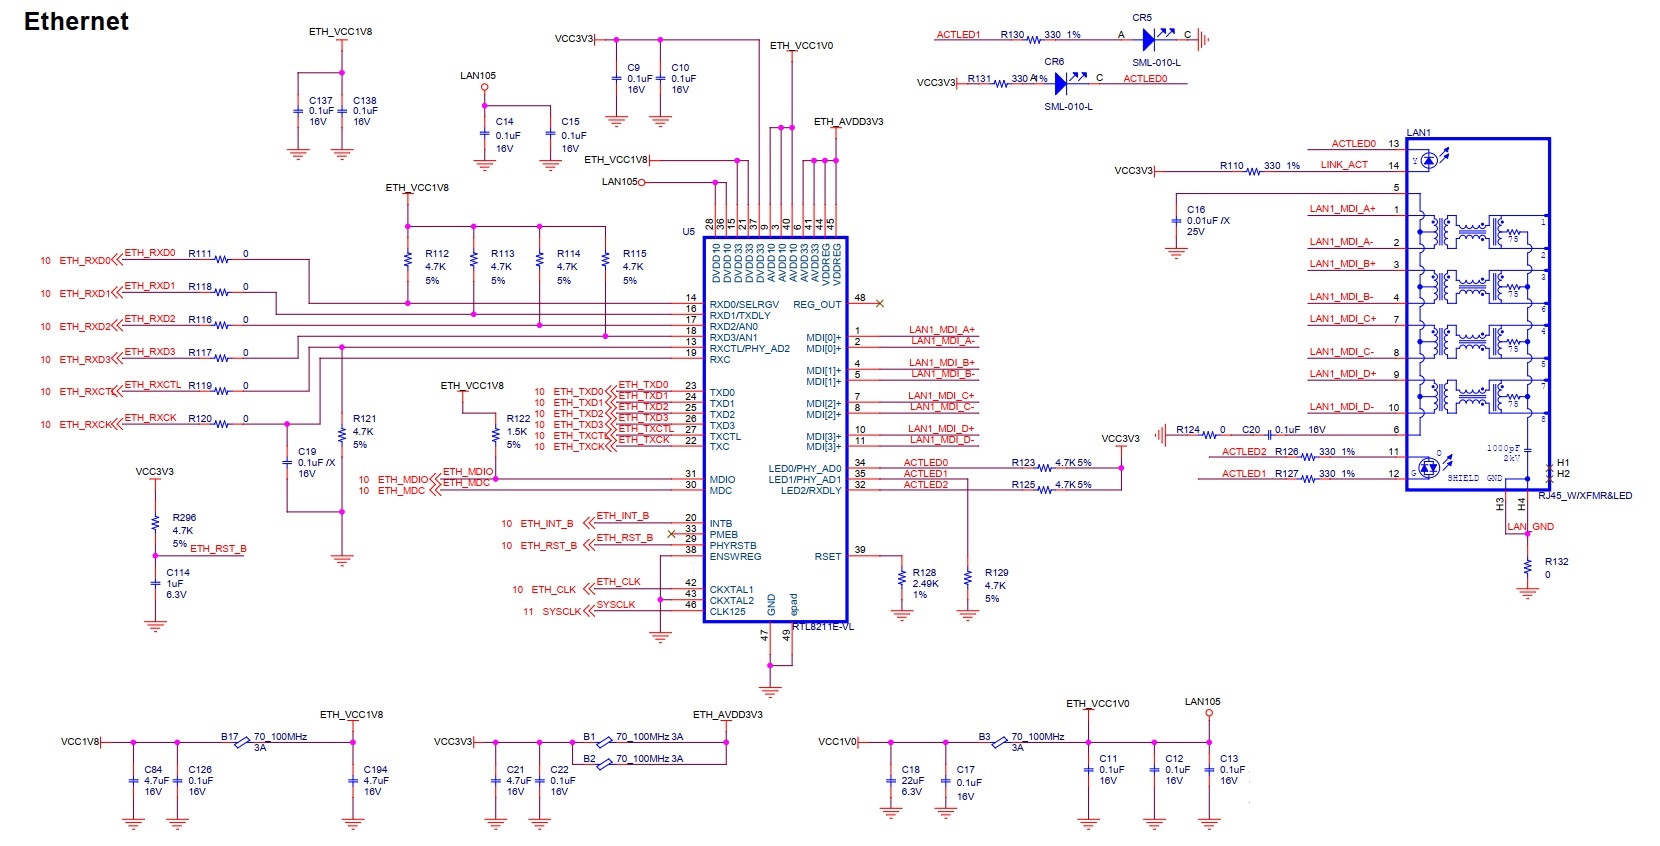 Ethernet
ETH_VCC1V8
C137
0.1uF
16V
C138
0.1uF
16V
LAN105
C14
0.1uF
16V
C15
0.1uF
16V
VCC3V3
C9
0.1uF
16V
C10
0.1uF
16V
ETH_VCC1V0
ETH_AVDD3V3
ETH_VCC1V8
LAN105
ACTLED1 R130 330 1% A C
CR5
SML-010-L
VCC3V3 R131 330 1% A C ACTLED0
CR6
SML-010-L
ETH_VCC1V8
R112
4.7K
5%
R113
4.7K
5%
R114
4.7K
5%
R115
4.7K
5%
10 ETH_RXD0 ETH_RXD0 R111 0
10 ETH_RXD1 ETH_RXD1 R118 0
10 ETH_RXD2 ETH_RXD2 R116 0
10 ETH_RXD3 ETH_RXD3 R117 0
10 ETH_RXCTL ETH_RXCTL R119 0
10 ETH_RXCK ETH_RXCK R120 0
C19
0.1uF /X
16V
R121
4.7K
5%
VCC3V3
R296
4.7K
5%
ETH_RST_B
C114
1uF
6.3V
ETH_VCC1V8
R122
1.5K
5%
10 ETH_TXD0 ETH_TXD0
10 ETH_TXD1 ETH_TXD1
10 ETH_TXD2 ETH_TXD2
10 ETH_TXD3 ETH_TXD3
10 ETH_TXCTL ETH_TXCTL
10 ETH_TXCK ETH_TXCK
10 ETH_MDIO ETH_MDIO
10 ETH_MDC ETH_MDC
10 ETH_INT_B ETH_INT_B
10 ETH_RST_B ETH_RST_B
10 ETH_CLK ETH_CLK
11 SYSCLK SYSCLK
U5
28 36 15 21 37 9 3 40 6 41 44 45
DVDD10 DVDD10 DVDD33 DVDD33 DVDD33 AVDD10 AVDD10 AVDD10 AVDD33 AVDD33 VDDREG VDDREG
14 RXD0/SELRGV
16 RXD1/TXDLY
17 RXD2/AN0
18 RXD3/AN1
13 RXCTL/PHY_AD2
19 RXC
23 TXD0
24 TXD1
25 TXD2
26 TXD3
27 TXCTL
22 TXC
31 MDIO
30 MDC
20 INTB
33 PMEB
29 PHYRSTB
38 ENSWREG
42 CKXTAL1
43 CKXTAL2
46 CLK125
REG_OUT 48
MDI[0]+ 1 LAN1_MDI_A+
MDI[0]+ 2 LAN1_MDI_A-
MDI[1]+ 4 LAN1_MDI_B+
MDI[1]+ 5 LAN1_MDI_B-
MDI[2]+ 7 LAN1_MDI_C+
MDI[2]+ 8 LAN1_MDI_C-
MDI[3]+ 10 LAN1_MDI_D+
MDI[3]+ 11 LAN1_MDI_D-
LED0/PHY_AD0 34 ACTLED0 R123 4.7K 5%
LED1/PHY_AD1 35 ACTLED1
LED2/RXDLY 32 ACTLED2 R125 4.7K 5%
VCC3V3
RSET 39
R128
2.49K
1%
R129
4.7K
5%
GND epad
47 49
RTL8211E-VL
LAN1
ACTLED0 13
VCC3V3 R110 330 1% LINK_ACT 14
Y
C16
0.01uF /X
25V
5
LAN1_MDI_A+ 1
LAN1_MDI_A- 2
LAN1_MDI_B+ 3
LAN1_MDI_B- 4
LAN1_MDI_C+ 7
LAN1_MDI_C- 8
LAN1_MDI_D+ 9
LAN1_MDI_D- 10
75 1 2
75 3 6
75 4 5
75 7 8
R124 0 C20 0.1uF 16V 6
ACTLED2 R126 330 1% 11
ACTLED1 R127 330 1% 12
G O
1000pF
2kV
SHIELD GND
H1
H2
H3 H4
RJ45_W/XFMR&LED
LAN_GND
R132
0
VCC1V8
C84
4.7uF
16V
C126
0.1uF
16V
B17 70_100MHz
3A
ETH_VCC1V8
C194
4.7uF
16V
VCC3V3
C21
4.7uF
16V
C22
0.1uF
16V
B1 70_100MHz 3A
B2 70_100MHz 3A
ETH_AVDD3V3
VCC1V0
C18
22uF
6.3V
C17
0.1uF
16V
B3 70_100MHz
3A
ETH_VCC1V0
LAN105
C11
0.1uF
16V
C12
0.1uF
16V
C13
0.1uF
16V